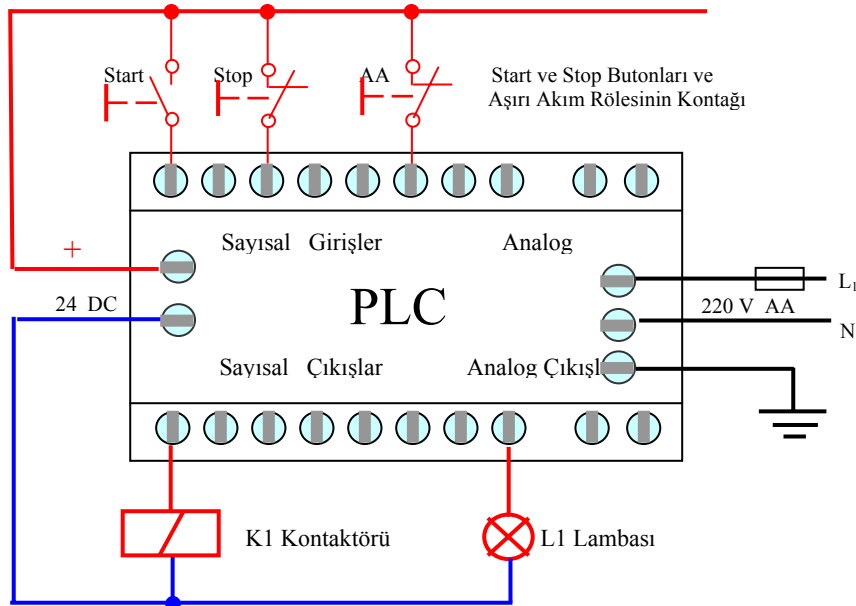 Start
Stop
AA
Start ve Stop Butonları ve
Aşırı Akım Rölesinin Kontağı
Sayısal Girişler
Analog
+
24 DC
PLC
L1
220 V AA
N
Sayısal Çıkışlar
Analog Çıkışl
K1 Kontaktörü
L1 Lambası